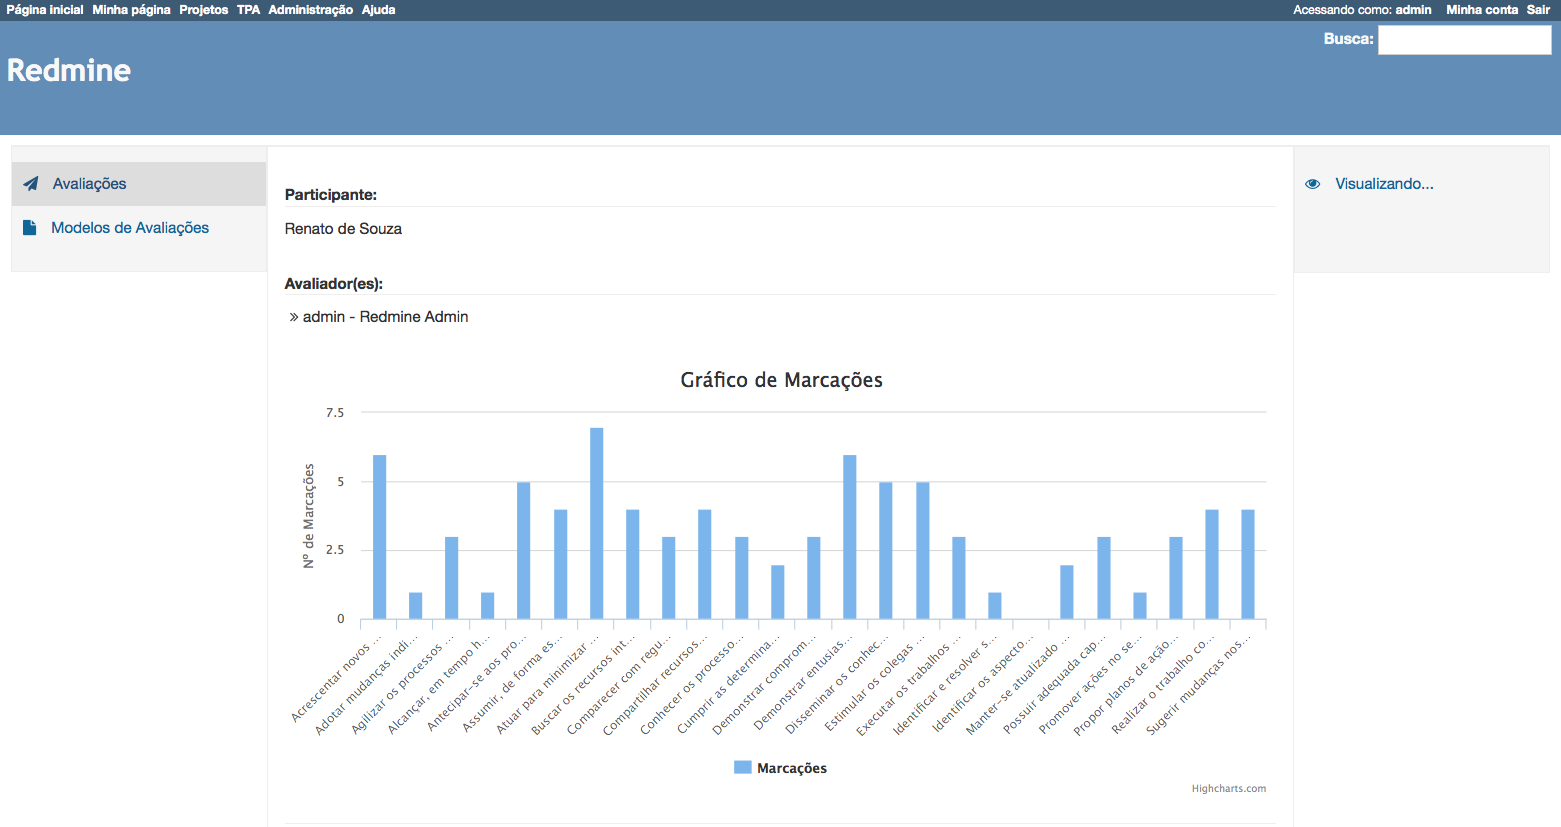 Página inicial Minha página Projetos TPA Administração Ajuda Acessando como: admin Minha conta Sair
Busca:
Redmine
Avaliações
Modelos de Avaliações
Visualizando...
Participante:
Renato de Souza
Avaliador(es):
» admin - Redmine Admin
Gráfico de Marcações
Nº de Marcações
7.5
5
2.5
0
Acrescentar novos ...
Adotar mudanças indi...
Agilizar os processos ...
Alcançar, em tempo h...
Antecipar-se aos pro...
Assumir, de forma es...
Atuar para minimizar ...
Buscar os recursos int...
Comparecer com regu...
Compartilhar recursos...
Conhecer os processo...
Cumprir as determina...
Demonstrar comprom...
Demonstrar entusias...
Disseminar os conhec...
Estimular os colegas ...
Executar os trabalhos ...
Identificar e resolver s...
Identificar os aspecto...
Manter-se atualizado ...
Possuir adequada cap...
Promover ações no se...
Propor planos de ação...
Realizar o trabalho co...
Sugerir mudanças nos...
Marcações
Highcharts.com